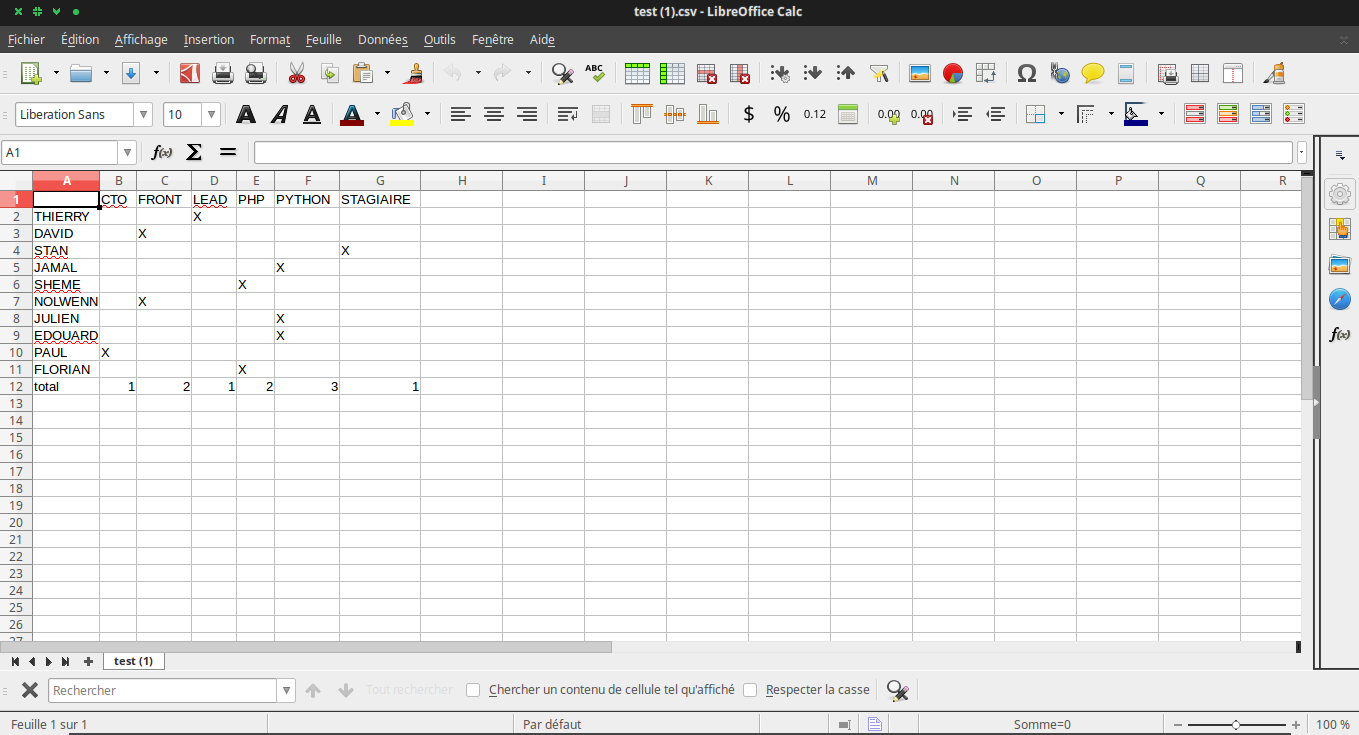 test (1).csv - LibreOffice Calc
Fichier Édition Affichage Insertion Format Feuille Données Outils Fenêtre Aide
ABC
Liberation Sans 10 A A A A $ % 0.12 0.00 0.00
A1 f(x) Σ =
A B C D E F G H I J K L M N O P Q R
1 CTO FRONT LEAD PHP PYTHON STAGIAIRE
2 THIERRY X
3 DAVID X
4 STAN X
5 JAMAL X
6 SHEME X
7 NOLWENN X
8 JULIEN X
9 EDOUARD X
10 PAUL X
11 FLORIAN X
12 total 1 2 1 2 3 1
13
14
15
16
17
18
19
20
21
22
23
24
25
26
27
test (1)
Rechercher Tout rechercher Chercher un contenu de cellule tel qu'affiché Respecter la casse
Feuille 1 sur 1 Par défaut Somme=0 100 %